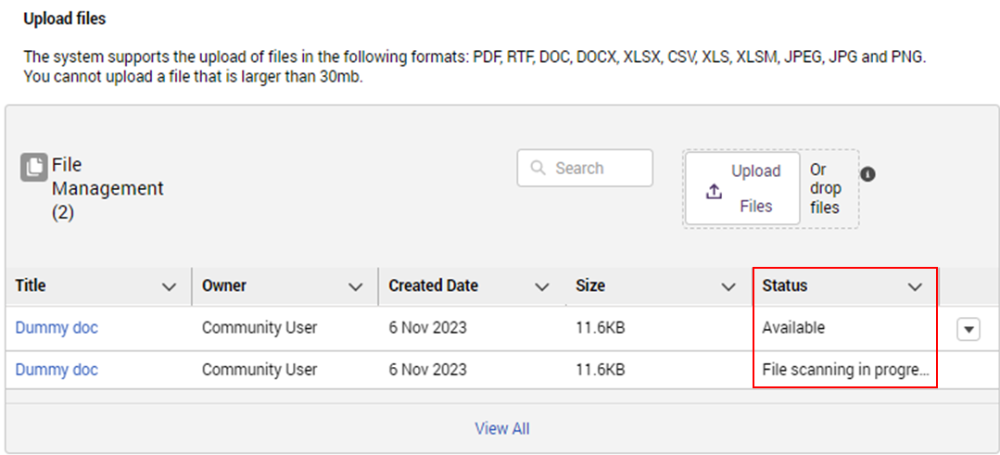 Upload files
The system supports the upload of files in the following formats: PDF, RTF, DOC, DOCX, XLSX, CSV, XLS, XLSM, JPEG, JPG and PNG.
You cannot upload a file that is larger than 30mb.
File
Management
(2)
Search
Upload
Files
Or
drop
files
Title Owner Created Date Size Status
Dummy doc Community User 6 Nov 2023 11.6KB Available
Dummy doc Community User 6 Nov 2023 11.6KB File scanning in progre...
View All